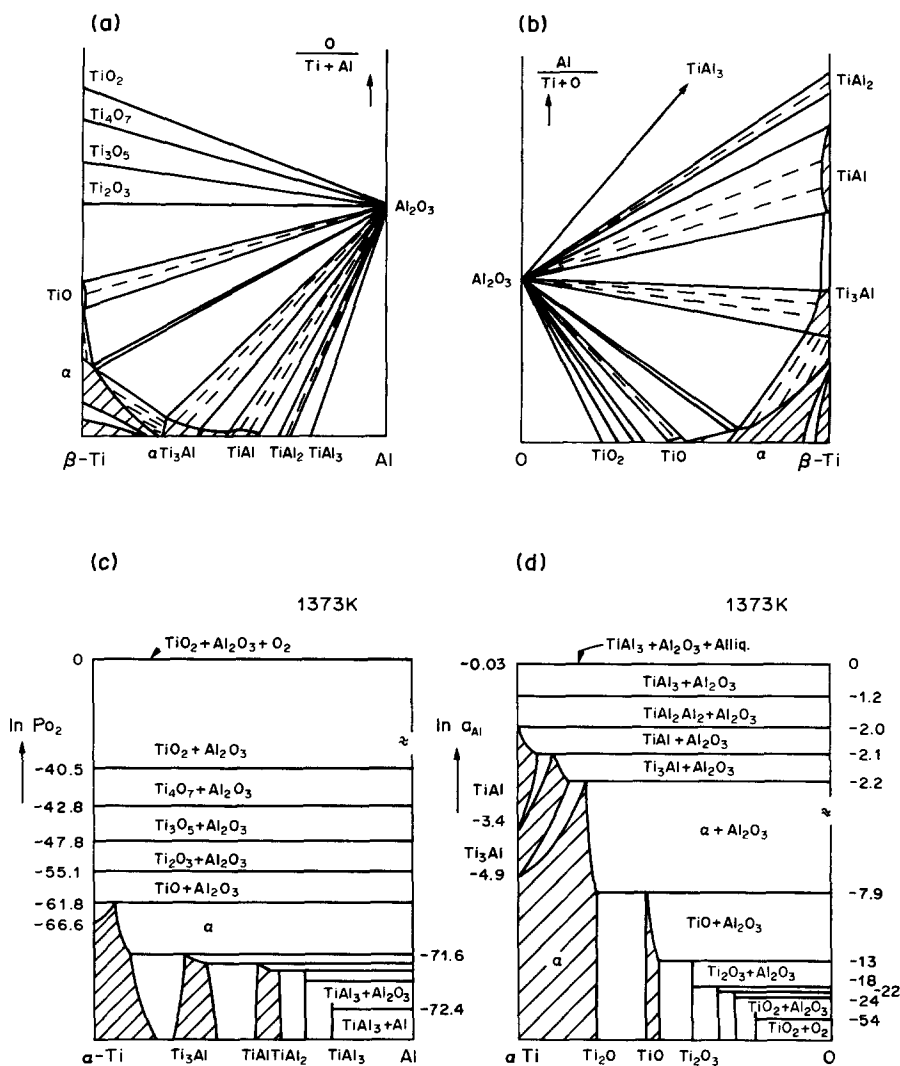 (a)
O
Ti + Al
TiO2
Ti4O7
Ti3O5
Ti2O3
Al2O3
TiO
α
β-Ti
αTi3Al
TiAl
TiAl2
TiAl3
Al
(b)
Al
Ti+O
TiAl3
TiAl2
TiAl
Al2O3
Ti3Al
O
TiO2
TiO
α
β-Ti
(c)
1373K
TiO2+Al2O3+O2
0
ln Po2
TiO2+Al2O3
-40.5
Ti4O7+Al2O3
-42.8
Ti3O5+Al2O3
-47.8
Ti2O3+Al2O3
-55.1
TiO+Al2O3
-61.8
-66.6
α
-71.6
TiAl3+Al2O3
-72.4
TiAl3+Al
α-Ti
Ti3Al
TiAl
TiAl2
TiAl3
Al
(d)
1373K
TiAl3+Al2O3+Alliq.
-0.03
0
TiAl3+Al2O3
-1.2
ln aAl
TiAl2Al2+Al2O3
-2.0
TiAl+Al2O3
-2.1
Ti3Al+Al2O3
-2.2
TiAl
-3.4
α+Al2O3
Ti3Al
-4.9
-7.9
TiO+Al2O3
α
-13
Ti2O3+Al2O3
-18
-22
-24
TiO2+Al2O3
-54
TiO2+O2
αTi
Ti2O
TiO
Ti2O3
O